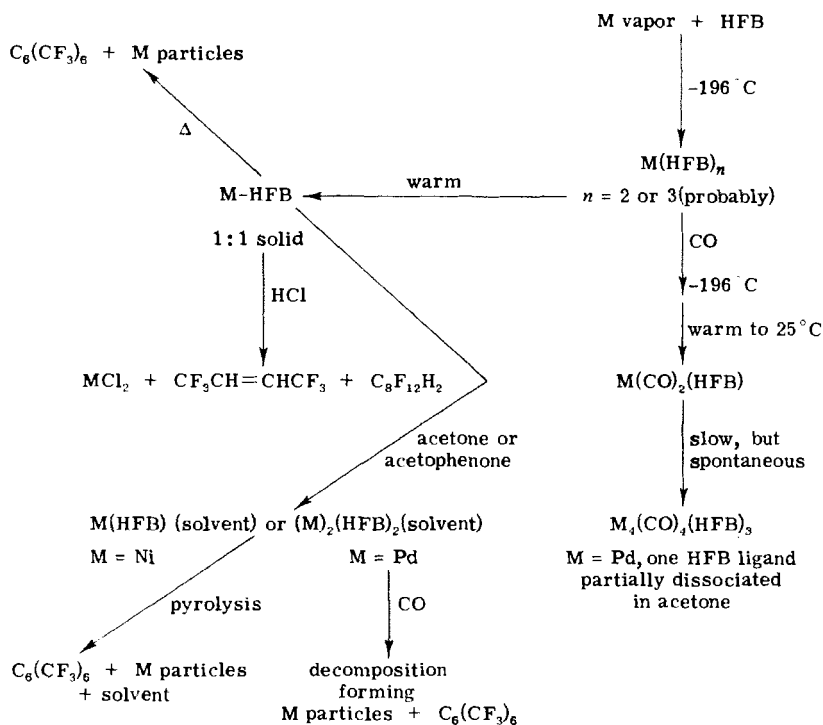 M vapor + HFB
C₆(CF₃)₆ + M particles
-196 °C
Δ
M(HFB)ₙ
warm
M-HFB
n = 2 or 3(probably)
1:1 solid
CO
HCl
-196 °C
warm to 25°C
MCl₂ + CF₃CH=CHCF₃ + C₈F₁₂H₂
M(CO)₂(HFB)
acetone or
acetophenone
slow, but
spontaneous
M(HFB) (solvent) or (M)₂(HFB)₂(solvent)
M₄(CO)₄(HFB)₃
M = Ni
M = Pd
M = Pd, one HFB ligand
partially dissociated
in acetone
pyrolysis
CO
C₆(CF₃)₆ + M particles
+ solvent
decomposition
forming
M particles + C₆(CF₃)₆